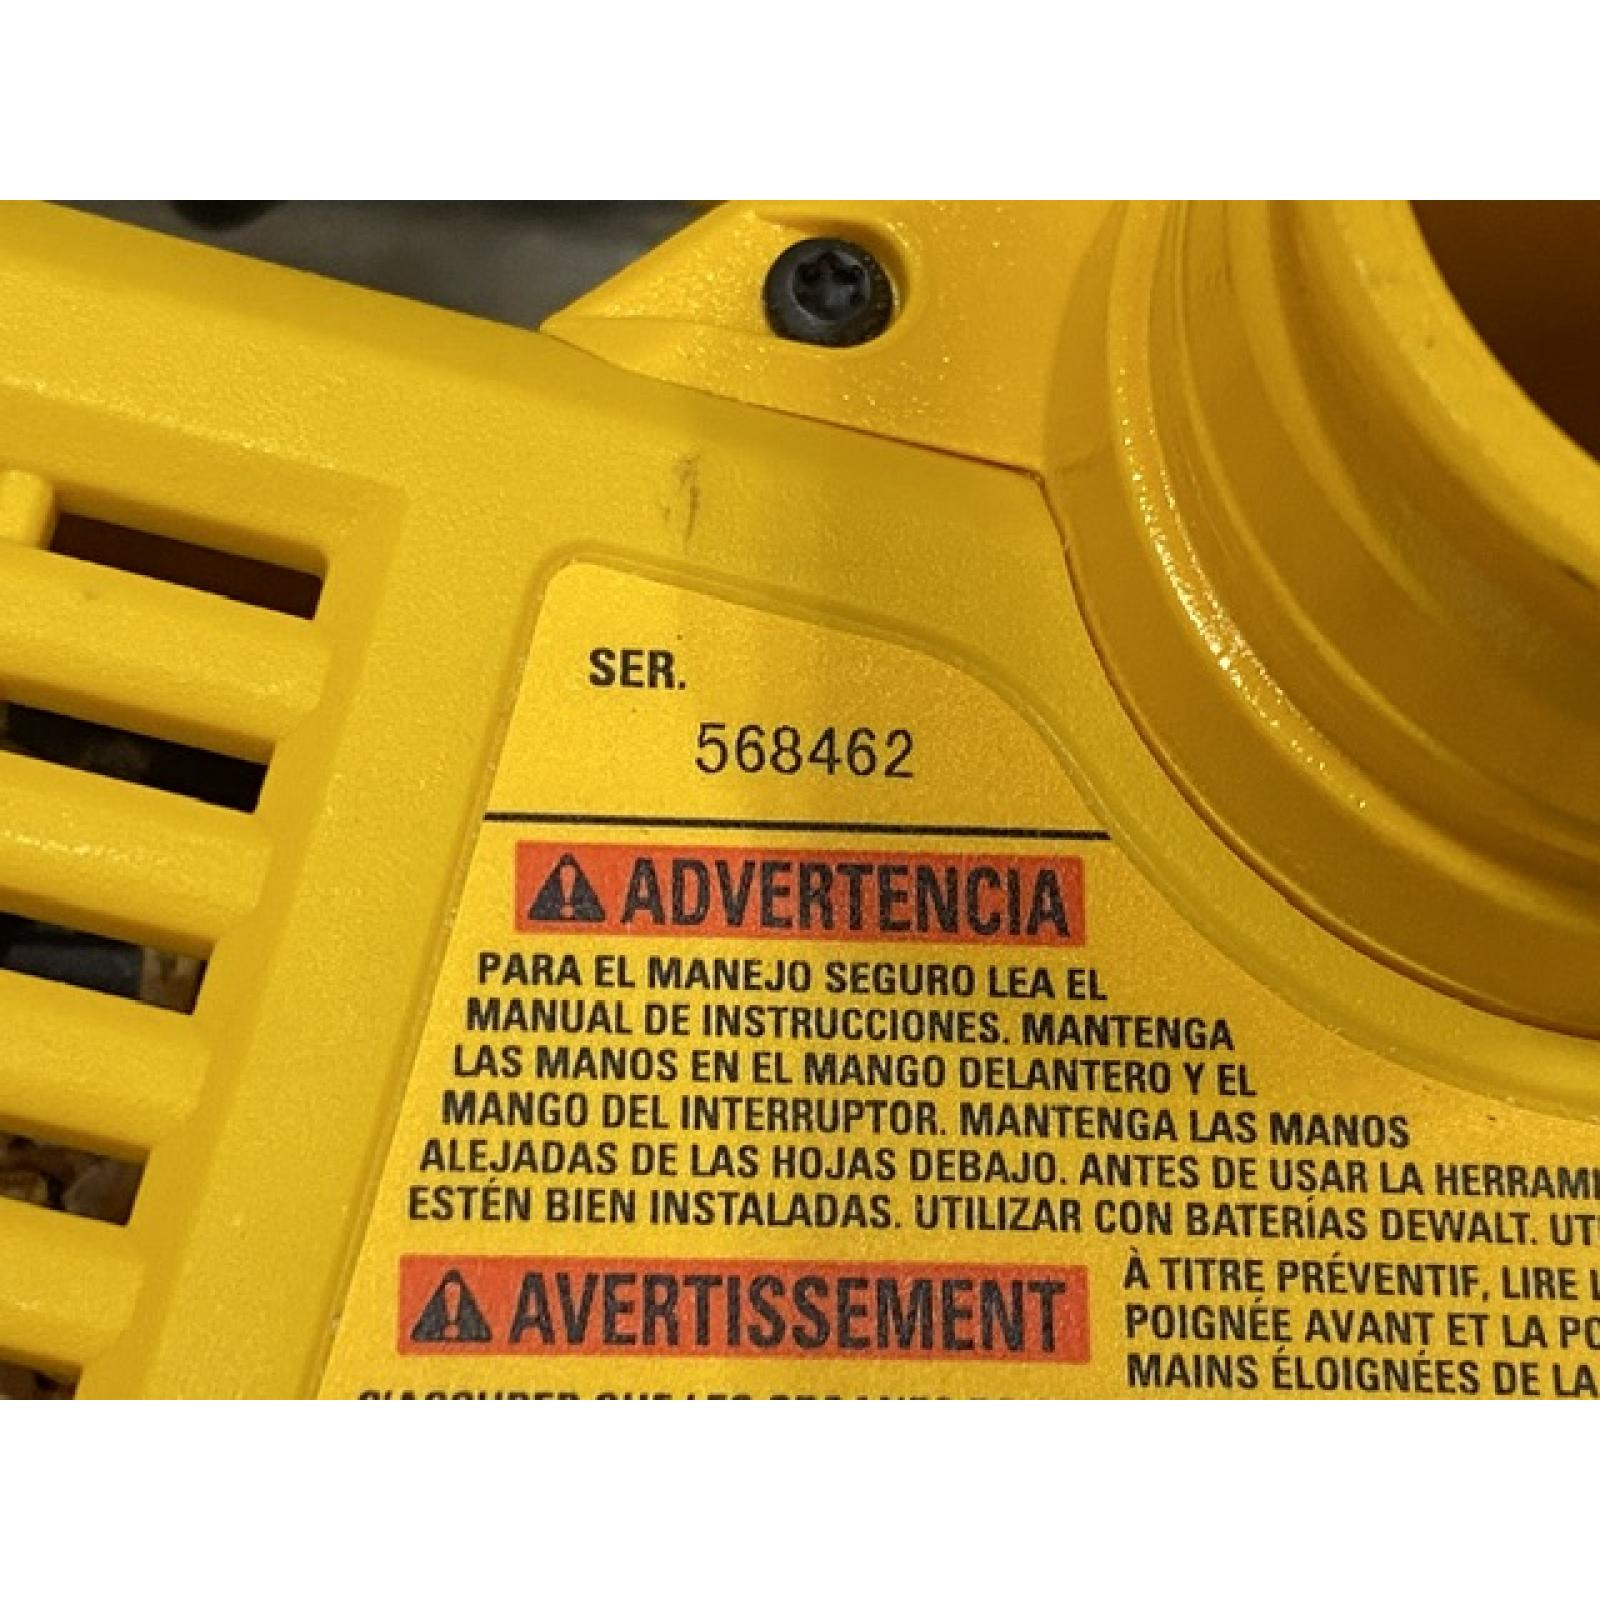 SER.
568462
ADVERTENCIA
PARA EL MANEJO SEGURO LEA EL
MANUAL DE INSTRUCCIONES. MANTENGA
LAS MANOS EN EL MANGO DELANTERO Y EL
MANGO DEL INTERRUPTOR. MANTENGA LAS MANOS
ALEJADAS DE LAS HOJAS DEBAJO. ANTES DE USAR LA
ESTÉN BIEN INSTALADAS. UTILIZAR CON BATERÍAS DEWALT.
AVERTISSEMENT
À TITRE PRÉVENTIF, LIRE
POIGNÉE AVANT ET LA
MAINS ÉLOIGNÉES DE LA